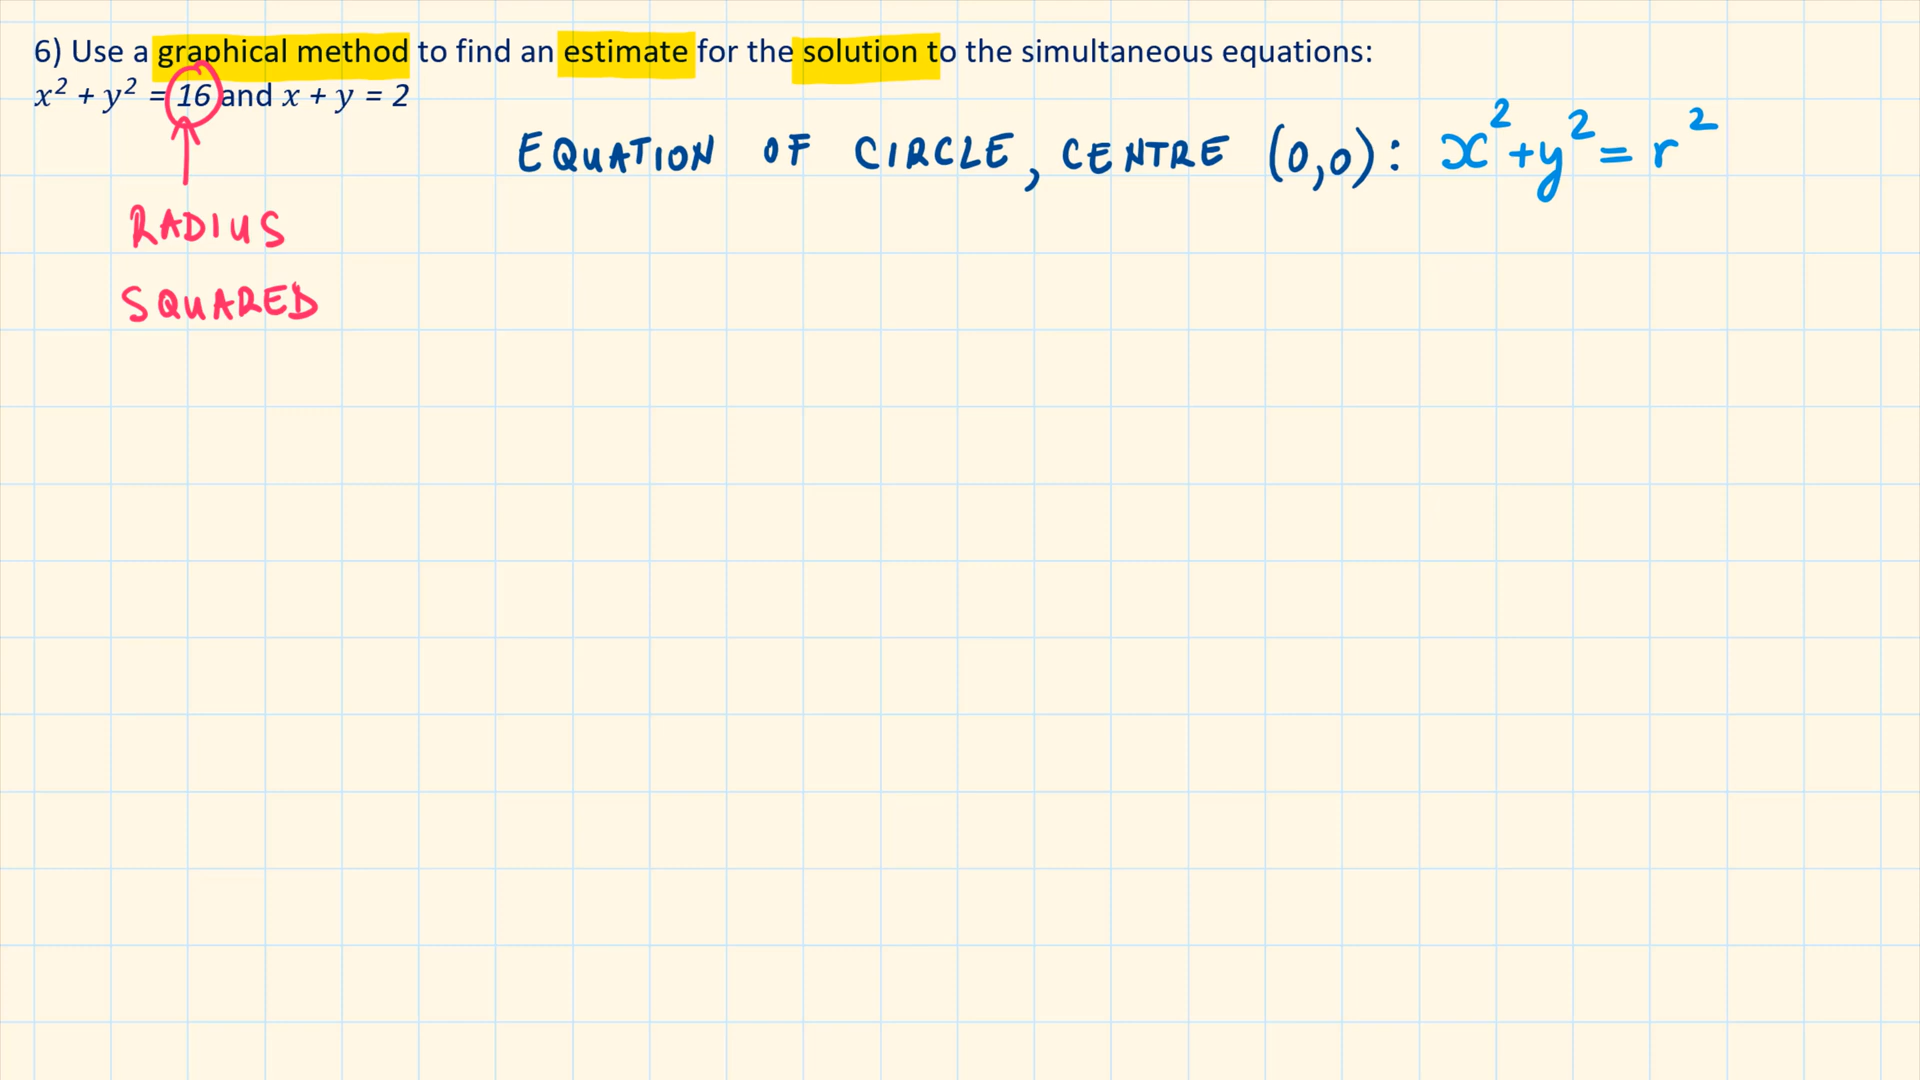 6) Use a graphical method to find an estimate for the solution to the simultaneous equations:
x² + y² = 16 and x + y = 2
EQUATION OF CIRCLE, CENTRE (0,0): x²+y²= r²
RADIUS
SQUARED